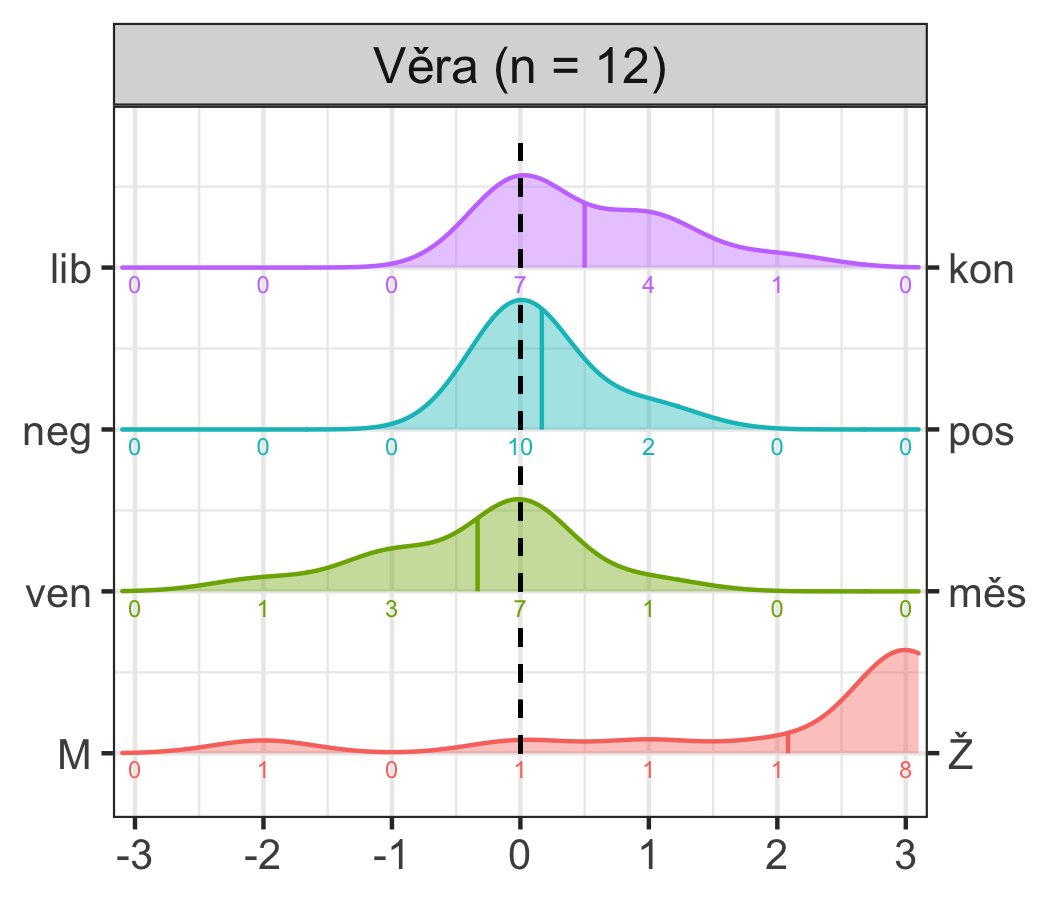 Věra (n = 12)
lib kon
0 0 0 7 4 1 0
neg pos
0 0 0 10 2 0 0
ven měs
0 1 3 7 1 0 0
M Ž
0 1 0 1 1 1 8
-3 -2 -1 0 1 2 3